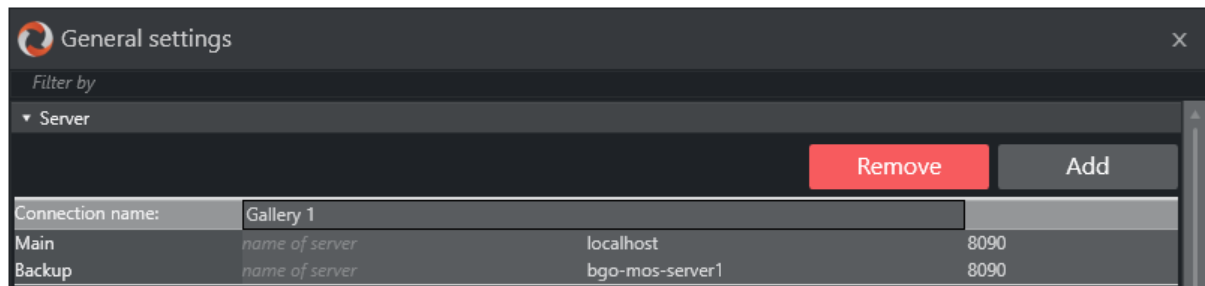 General settings x
Filter by
Server
Remove Add
Connection name: Gallery 1
Main name of server localhost 8090
Backup name of server bgo-mos-server1 8090